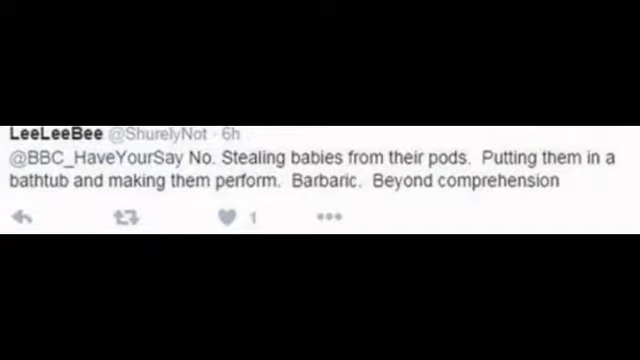 LeeLeeBee @ShurelyNot · 6h
@BBC_HaveYourSay No. Stealing babies from their pods.  Putting them in a
bathtub and making them perform.  Barbaric.  Beyond comprehension
1